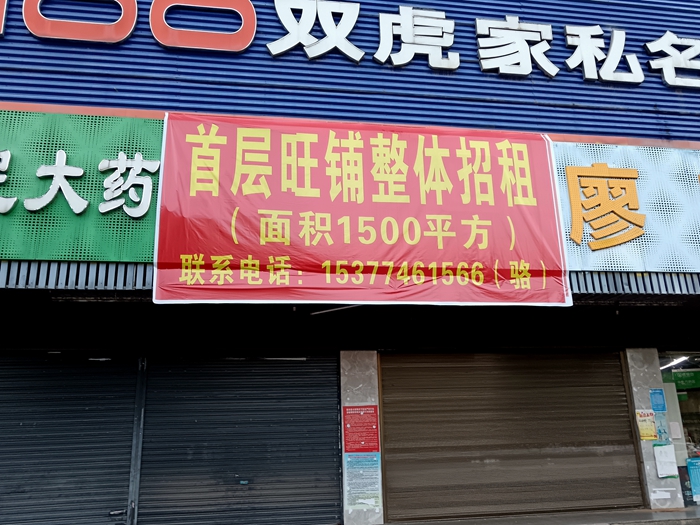 双虎家私名
大药
首层旺铺整体招租
（面积1500平方）
联系电话：15377461566（骆）
廖